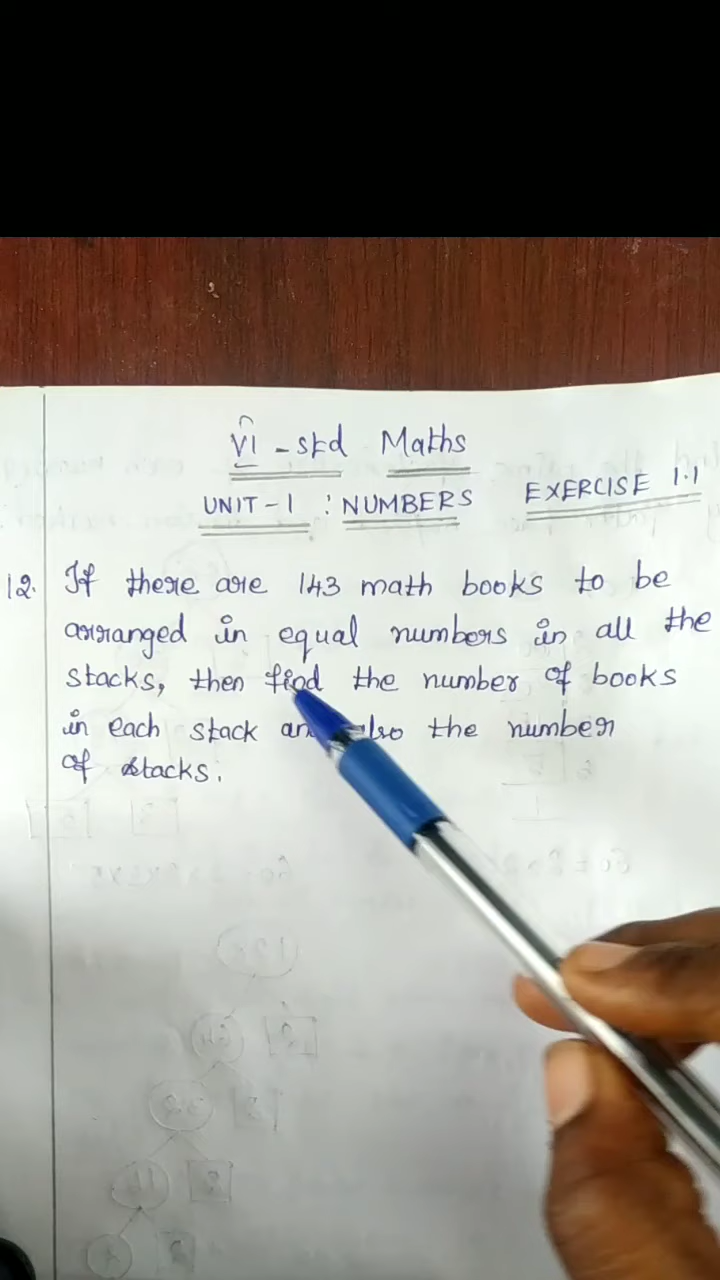 VI - std Maths
UNIT - 1 : NUMBERS EXERCISE 1.1
12. If there are 143 math books to be
arranged in equal numbers in all the
stacks, then find the number of books
in each stack also the number
of stacks.